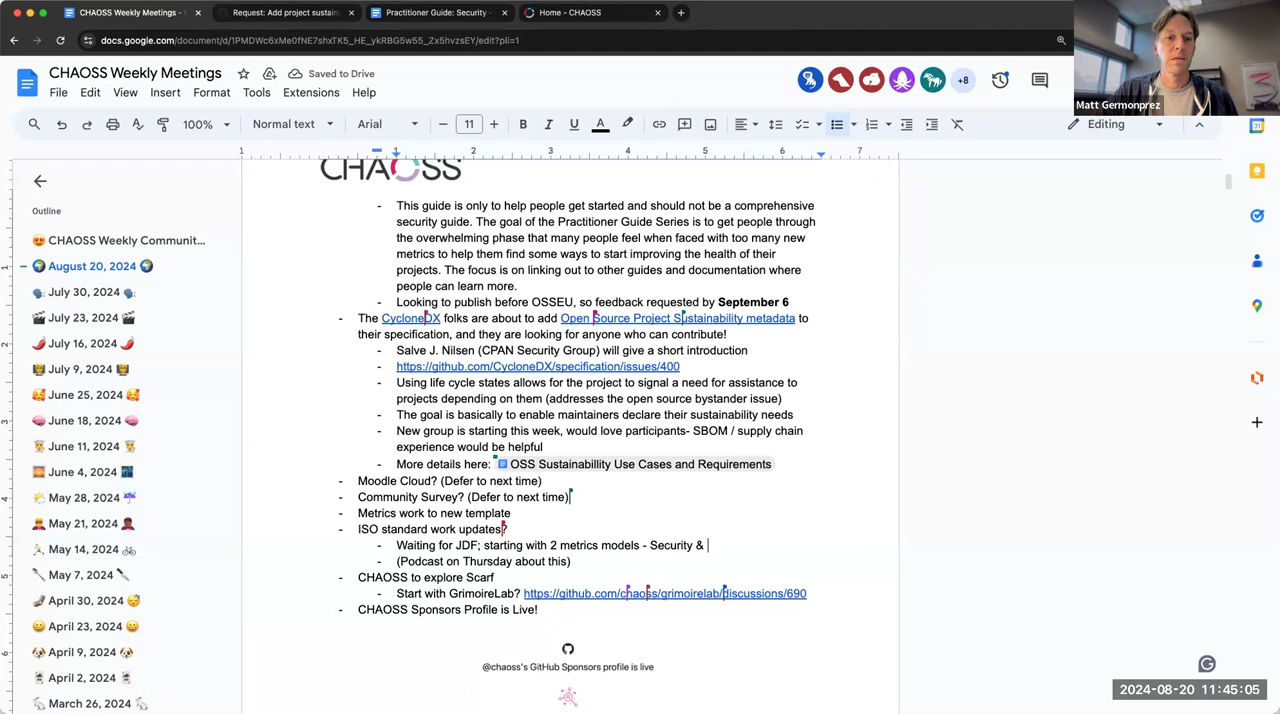 CHAOSS Weekly Meetings -
Request: Add project sustain
Practitioner Guide: Security -
Home – CHAOSS
docs.google.com/document/d/1PMDWc6xMe0fNE7shxTK5_HE_ykRBG5w55_Zx5hvzsEY/edit?pli=1
CHAOSS Weekly Meetings
Saved to Drive
File Edit View Insert Format Tools Extensions Help
+8
Matt Germonprez
100%
Normal text
Arial
11
B I U A
Editing
1 1 2 3 4 5 6 7
Outline
CHAOSS Weekly Communit...
August 20, 2024
July 30, 2024
July 23, 2024
July 16, 2024
July 9, 2024
June 25, 2024
June 18, 2024
June 11, 2024
June 4, 2024
May 28, 2024
May 21, 2024
May 14, 2024
May 7, 2024
April 30, 2024
April 23, 2024
April 9, 2024
April 2, 2024
March 26, 2024
CHAOSS
- This guide is only to help people get started and should not be a comprehensive
security guide. The goal of the Practitioner Guide Series is to get people through
the overwhelming phase that many people feel when faced with too many new
metrics to help them find some ways to start improving the health of their
projects. The focus is on linking out to other guides and documentation where
people can learn more.
- Looking to publish before OSSEU, so feedback requested by September 6
- The CycloneDX folks are about to add Open Source Project Sustainability metadata to
their specification, and they are looking for anyone who can contribute!
- Salve J. Nilsen (CPAN Security Group) will give a short introduction
- https://github.com/CycloneDX/specification/issues/400
- Using life cycle states allows for the project to signal a need for assistance to
projects depending on them (addresses the open source bystander issue)
- The goal is basically to enable maintainers declare their sustainability needs
- New group is starting this week, would love participants- SBOM / supply chain
experience would be helpful
- More details here: OSS Sustainabillity Use Cases and Requirements
- Moodle Cloud? (Defer to next time)
- Community Survey? (Defer to next time)
- Metrics work to new template
- ISO standard work updates?
- Waiting for JDF; starting with 2 metrics models - Security &
- (Podcast on Thursday about this)
- CHAOSS to explore Scarf
- Start with GrimoireLab? https://github.com/chaoss/grimoirelab/discussions/690
- CHAOSS Sponsors Profile is Live!
@chaoss's GitHub Sponsors profile is live
1
2
3
4
5
6
2024-08-20 11:45:05